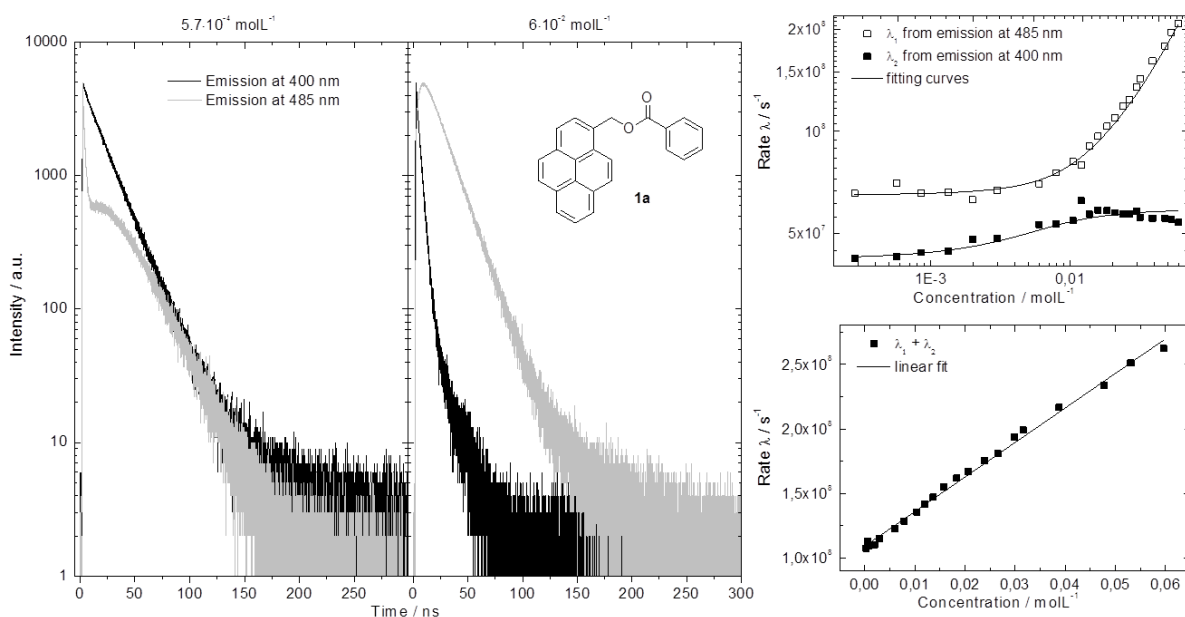 5.7·10⁻⁴ molL⁻¹
6·10⁻² molL⁻¹
10000
1000
100
10
1
Intensity / a.u.
Emission at 400 nm
Emission at 485 nm
O
O
1a
0 50 100 150 200 250
0 50 100 150 200 250 300
Time / ns
2x10⁸
1,5x10⁸
10⁸
5x10⁷
Rate λ / s⁻¹
λ₁ from emission at 485 nm
λ₂ from emission at 400 nm
fitting curves
1E-3 0,01
Concentration / molL⁻¹
2,5x10⁸
2,0x10⁸
1,5x10⁸
1,0x10⁸
Rate λ / s⁻¹
λ₁ + λ₂
linear fit
0,00 0,01 0,02 0,03 0,04 0,05 0,06
Concentration / molL⁻¹